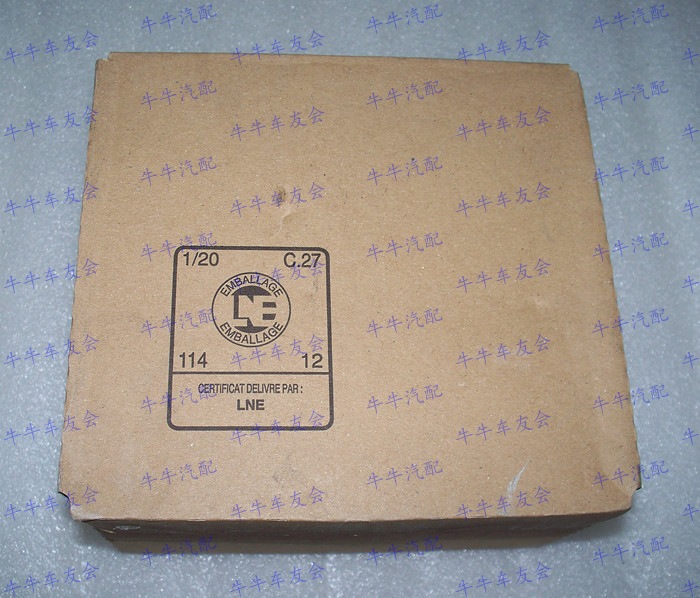 1/20 C.27
EMBALLAGE
LNE
EMBALLAGE
114 12
CERTIFICAT DELIVRE PAR :
LNE
牛牛汽配
牛牛车友会